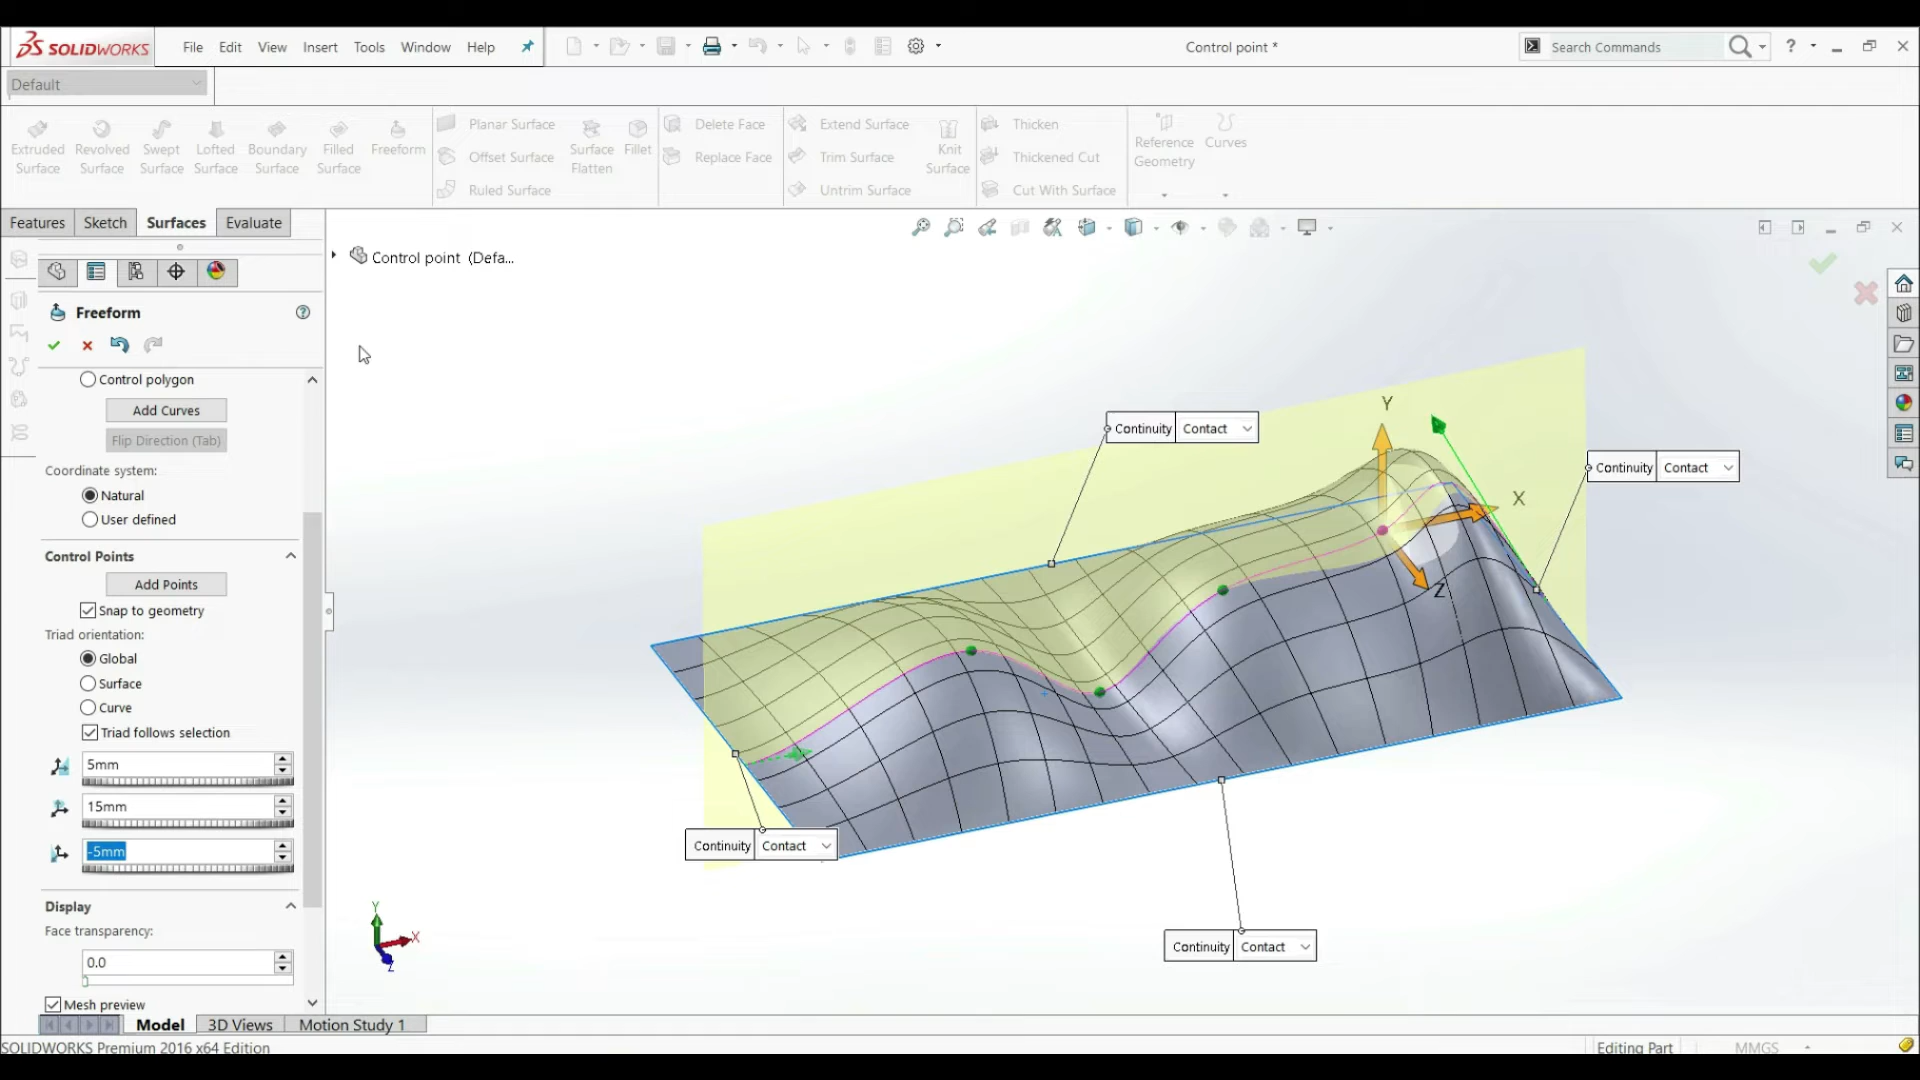 SOLIDWORKS File Edit View Insert Tools Window Help Control point * Search Commands ?
Default
Extruded Surface
Revolved Surface
Swept Surface
Lofted Surface
Boundary Surface
Filled Surface
Freeform
Planar Surface
Offset Surface
Ruled Surface
Surface Flatten
Fillet
Delete Face
Replace Face
Extend Surface
Trim Surface
Untrim Surface
Knit Surface
Thicken
Thickened Cut
Cut With Surface
Reference Geometry
Curves
Features Sketch Surfaces Evaluate
Control point (Defa...
Freeform ?
Control polygon
Add Curves
Flip Direction (Tab)
Coordinate system:
Natural
User defined
Control Points
Add Points
Snap to geometry
Triad orientation:
Global
Surface
Curve
Triad follows selection
5mm
15mm
-5mm
Display
Face transparency:
0.0
Mesh preview
Continuity Contact
Continuity Contact
Continuity Contact
Continuity Contact
Y
X
Z
Y
X
Z
Model 3D Views Motion Study 1
SOLIDWORKS Premium 2016 x64 Edition Editing Part MMGS